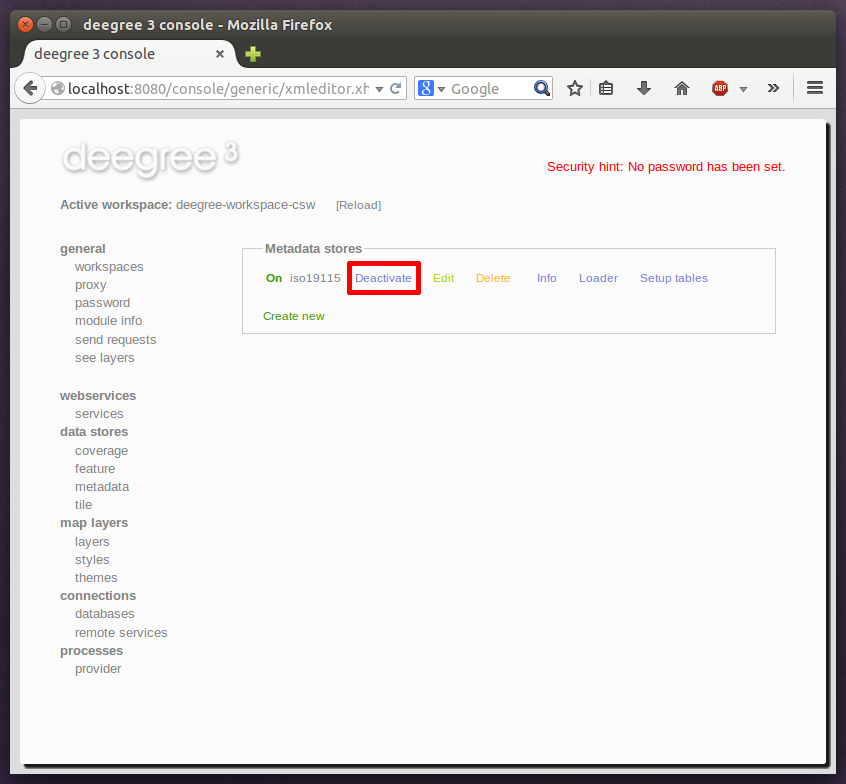 deegree 3 console - Mozilla Firefox
deegree 3 console
localhost:8080/console/generic/xmleditor.xh
8 Google
ABP
deegree 3
Security hint: No password has been set.
Active workspace: deegree-workspace-csw [Reload]
general
workspaces
proxy
password
module info
send requests
see layers
webservices
services
data stores
coverage
feature
metadata
tile
map layers
layers
styles
themes
connections
databases
remote services
processes
provider
Metadata stores
On iso19115 Deactivate Edit Delete Info Loader Setup tables
Create new